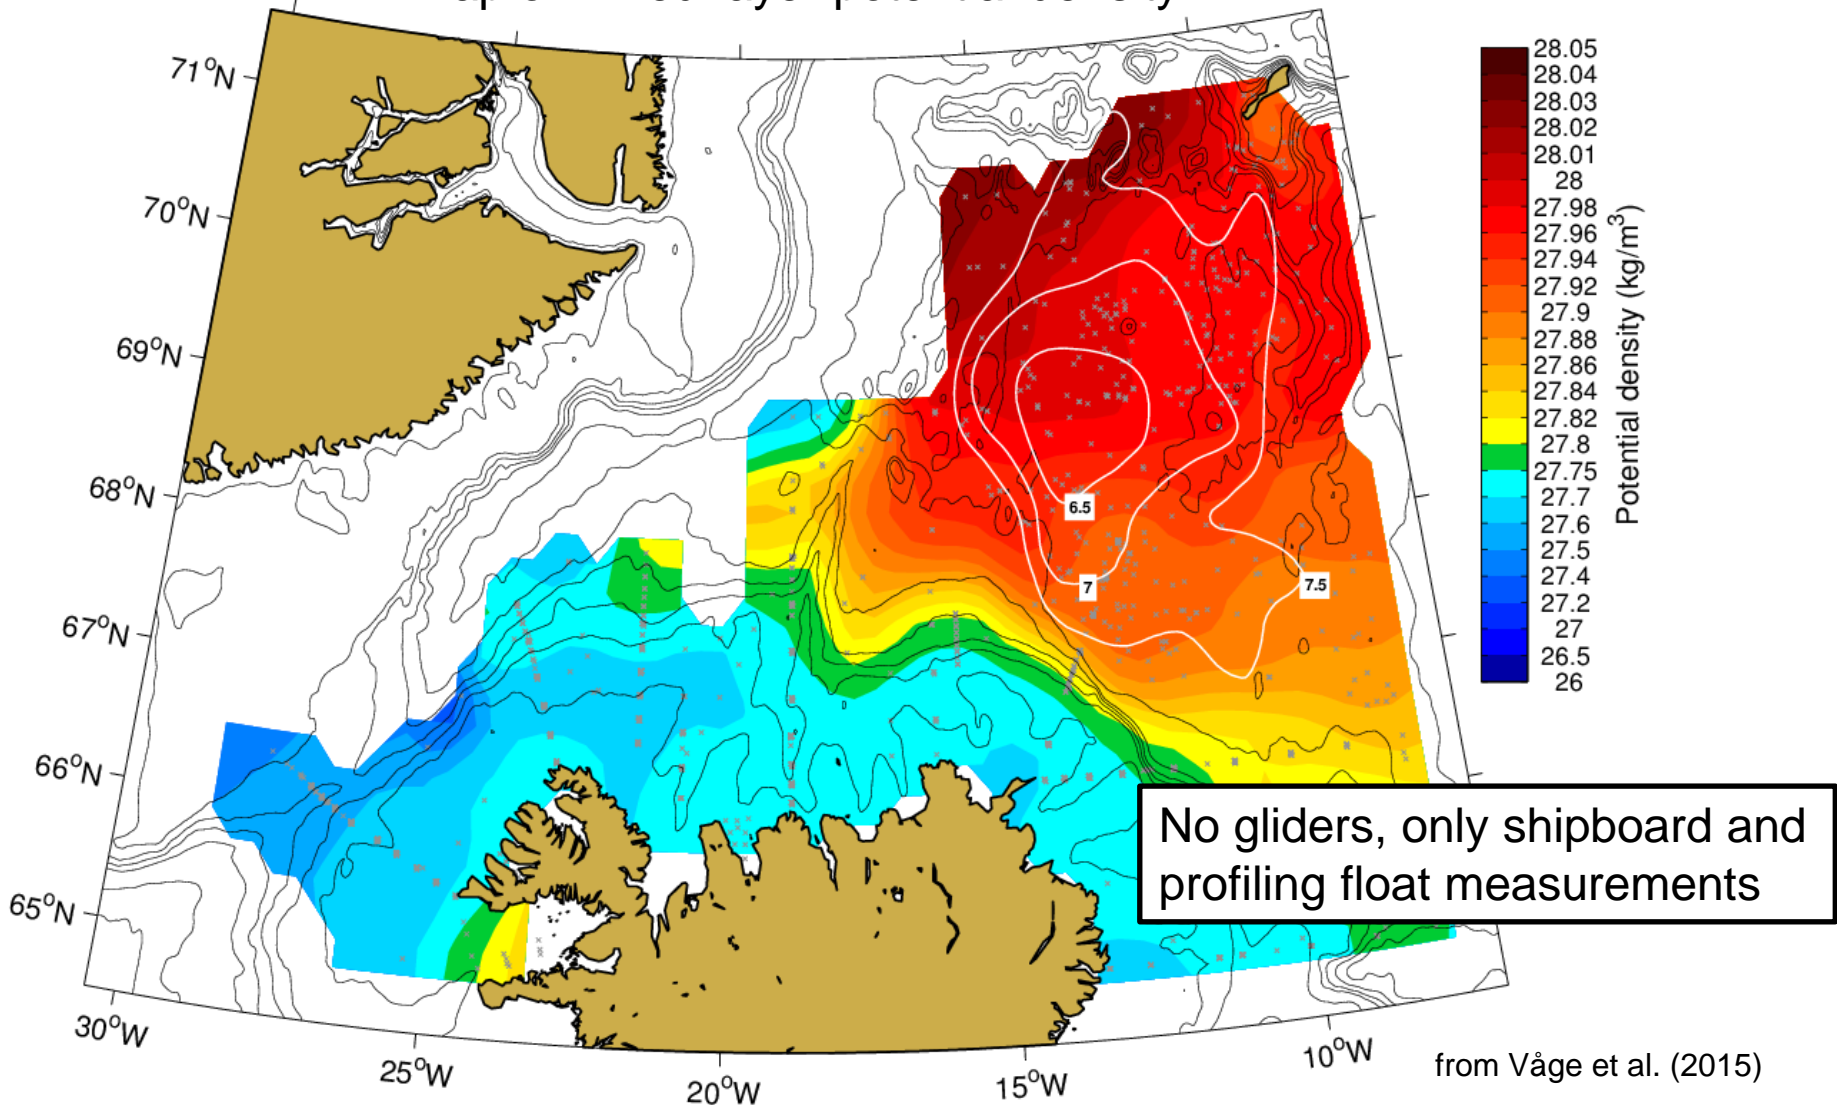 71°N
70°N
69°N
68°N
67°N
66°N
65°N
30°W
25°W
20°W
15°W
10°W
6.5
7
7.5
28.05
28.04
28.03
28.02
28.01
28
27.98
27.96
27.94
27.92
27.9
27.88
27.86
27.84
27.82
27.8
27.75
27.7
27.6
27.5
27.4
27.2
27
26.5
26
Potential density (kg/m³)
No gliders, only shipboard and
profiling float measurements
from Våge et al. (2015)